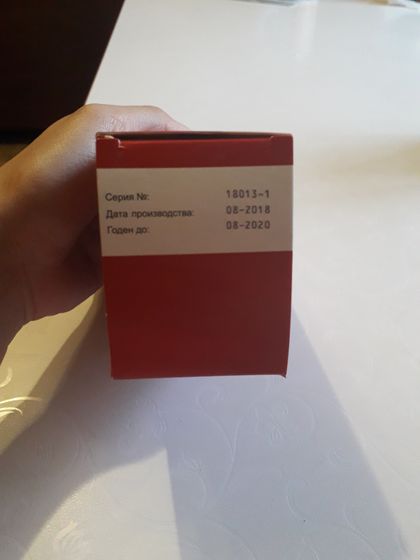 Серия №: 18013-1
Дата производства: 08-2018
Годен до: 08-2020